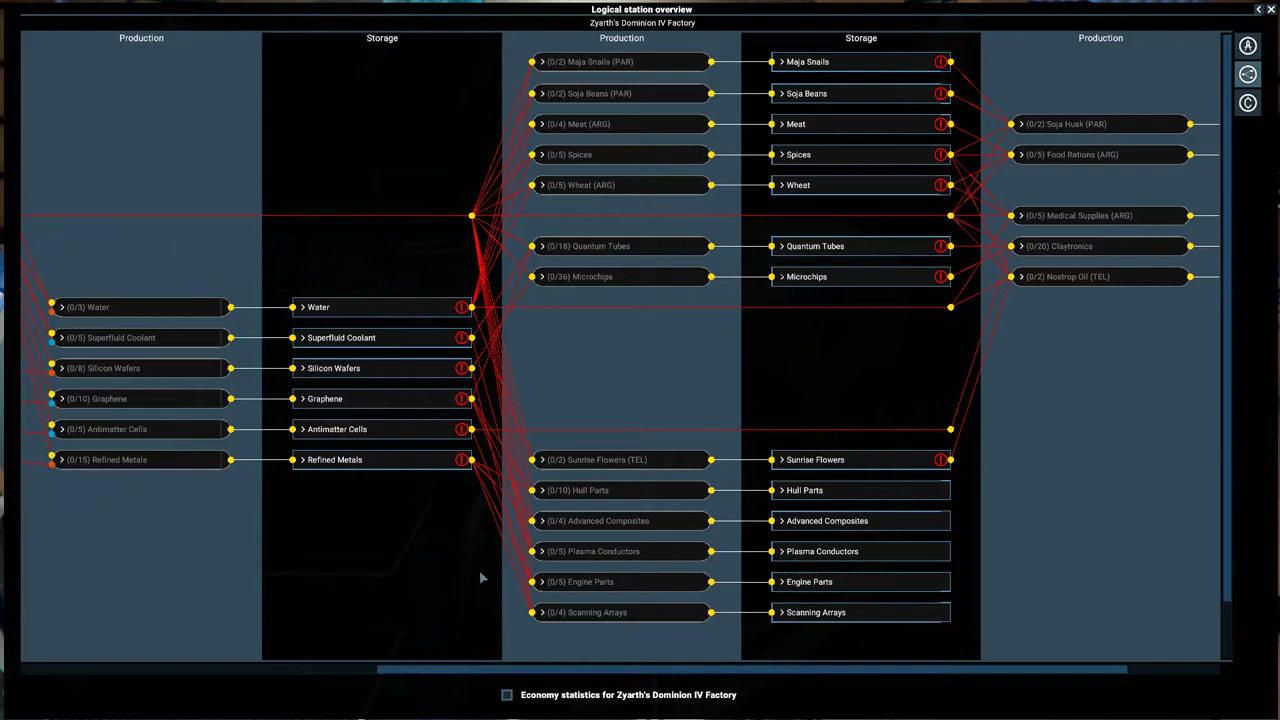 Logical station overview
Zyarth's Dominion IV Factory
Production
Storage
Production
Storage
Production
(0/2) Maja Snails (PAR)
Maja Snails
(0/2) Soja Beans (PAR)
Soja Beans
(0/4) Meat (ARG)
Meat
(0/2) Soja Husk (PAR)
(0/5) Spices
Spices
(0/5) Food Rations (ARG)
(0/5) Wheat (ARG)
Wheat
(0/5) Medical Supplies (ARG)
(0/18) Quantum Tubes
Quantum Tubes
(0/20) Claytronics
(0/36) Microchips
Microchips
(0/2) Nostrop Oil (TEL)
(0/3) Water
Water
(0/5) Superfluid Coolant
Superfluid Coolant
(0/8) Silicon Wafers
Silicon Wafers
(0/10) Graphene
Graphene
(0/5) Antimatter Cells
Antimatter Cells
(0/15) Refined Metals
Refined Metals
(0/2) Sunrise Flowers (TEL)
Sunrise Flowers
(0/10) Hull Parts
Hull Parts
(0/4) Advanced Composites
Advanced Composites
(0/5) Plasma Conductors
Plasma Conductors
(0/5) Engine Parts
Engine Parts
(0/4) Scanning Arrays
Scanning Arrays
Economy statistics for Zyarth's Dominion IV Factory